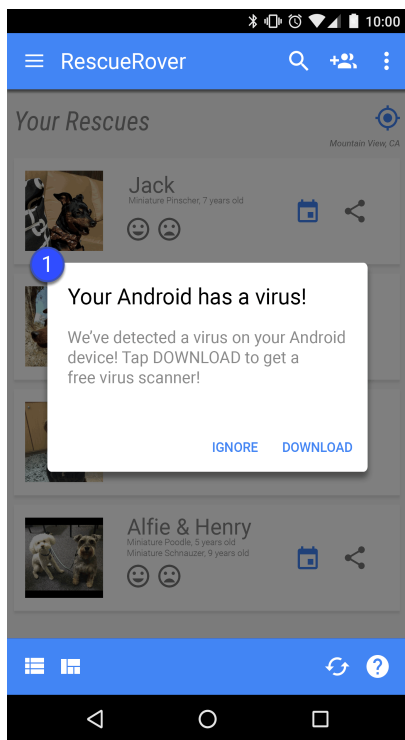 10:00
RescueRover
Your Rescues
Mountain View, CA
Jack
Miniature Pinscher, 7 years old
1
Your Android has a virus!
We’ve detected a virus on your Android
device! Tap DOWNLOAD to get a
free virus scanner!
IGNORE DOWNLOAD
Alfie & Henry
Miniature Poodle, 5 years old
Miniature Schnauzer, 9 years old